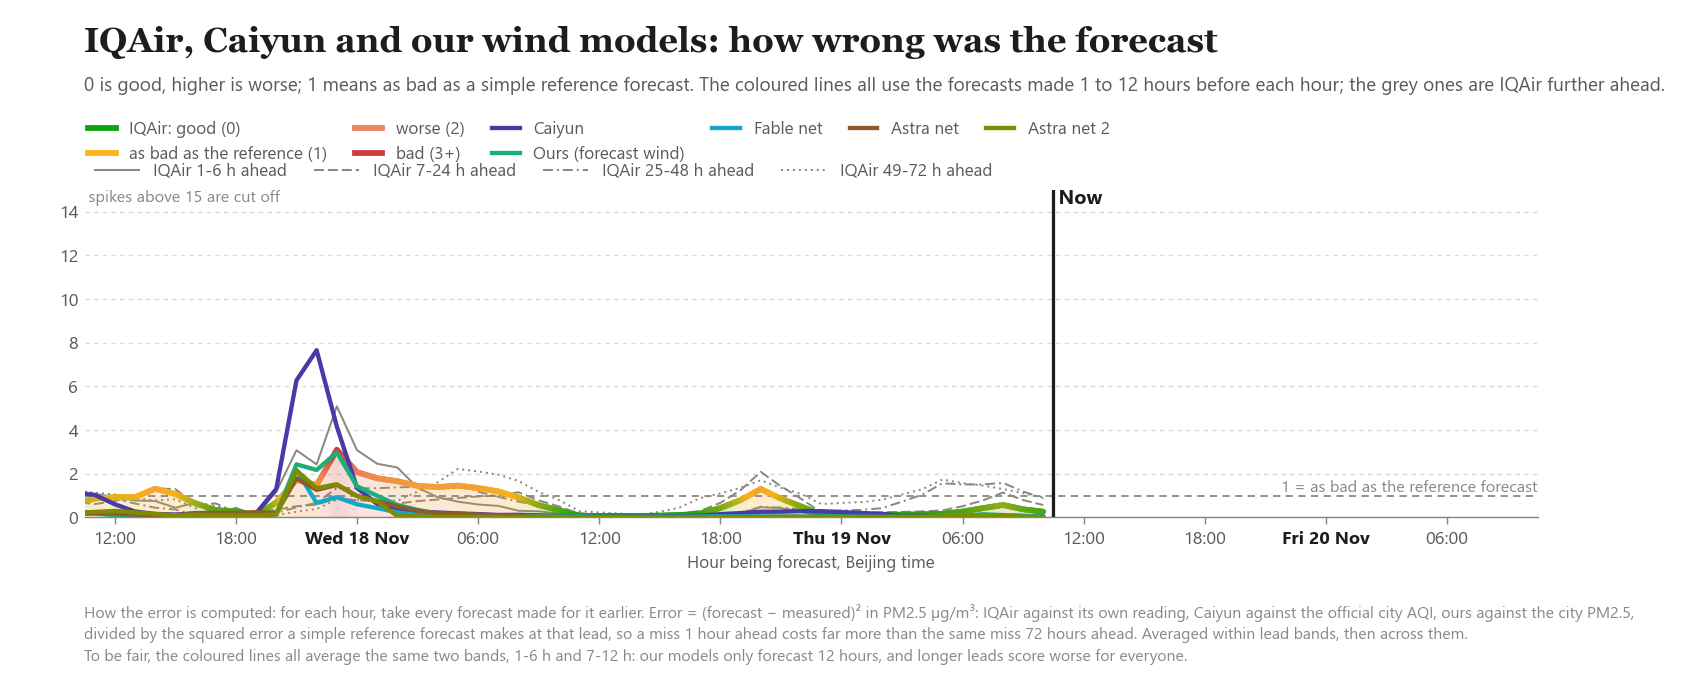 IQAir, Caiyun and our wind models: how wrong was the forecast
0 is good, higher is worse; 1 means as bad as a simple reference forecast. The coloured lines all use the forecasts made 1 to 12 hours before each hour; the grey ones are IQAir further ahead.
IQAir: good (0) worse (2) Caiyun Fable net Astra net Astra net 2
as bad as the reference (1) bad (3+) Ours (forecast wind)
IQAir 1-6 h ahead IQAir 7-24 h ahead IQAir 25-48 h ahead IQAir 49-72 h ahead
spikes above 15 are cut off
Now
14
12
10
8
6
4
2
0
1 = as bad as the reference forecast
12:00 18:00 Wed 18 Nov 06:00 12:00 18:00 Thu 19 Nov 06:00 12:00 18:00 Fri 20 Nov 06:00
Hour being forecast, Beijing time
How the error is computed: for each hour, take every forecast made for it earlier. Error = (forecast − measured)² in PM2.5 µg/m³: IQAir against its own reading, Caiyun against the official city AQI, ours against the city PM2.5,
divided by the squared error a simple reference forecast makes at that lead, so a miss 1 hour ahead costs far more than the same miss 72 hours ahead. Averaged within lead bands, then across them.
To be fair, the coloured lines all average the same two bands, 1-6 h and 7-12 h: our models only forecast 12 hours, and longer leads score worse for everyone.